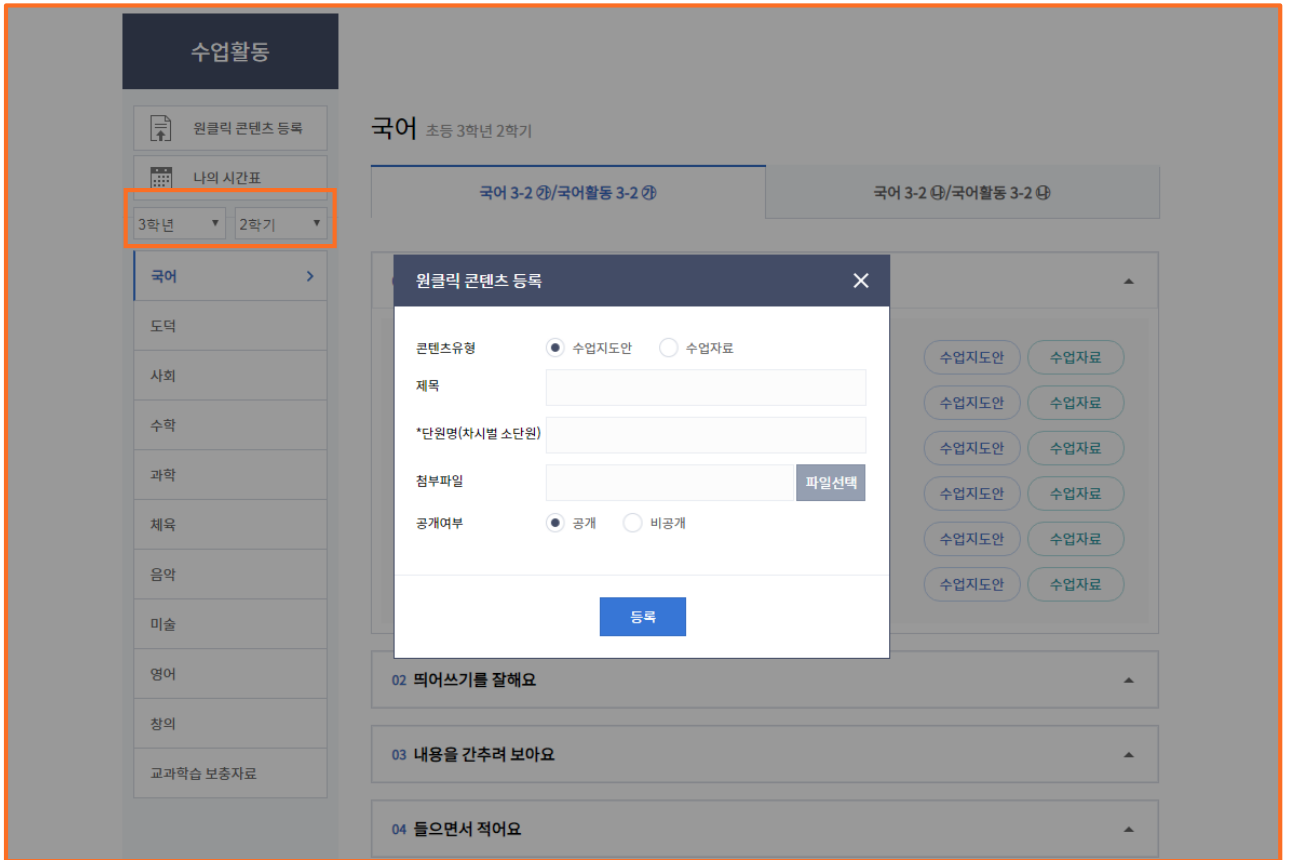 수업활동
원클릭 콘텐츠 등록
나의 시간표
3학년 2학기
국어
도덕
사회
수학
과학
체육
음악
미술
영어
창의
교과학습 보충자료
국어 초등 3학년 2학기
국어 3-2 ㉮/국어활동 3-2 ㉮
국어 3-2 ㉯/국어활동 3-2 ㉯
원클릭 콘텐츠 등록
콘텐츠유형 수업지도안 수업자료
제목
*단원명(차시별 소단원)
첨부파일 파일선택
공개여부 공개 비공개
등록
수업지도안 수업자료
수업지도안 수업자료
수업지도안 수업자료
수업지도안 수업자료
수업지도안 수업자료
수업지도안 수업자료
02 띄어쓰기를 잘해요
03 내용을 간추려 보아요
04 들으면서 적어요